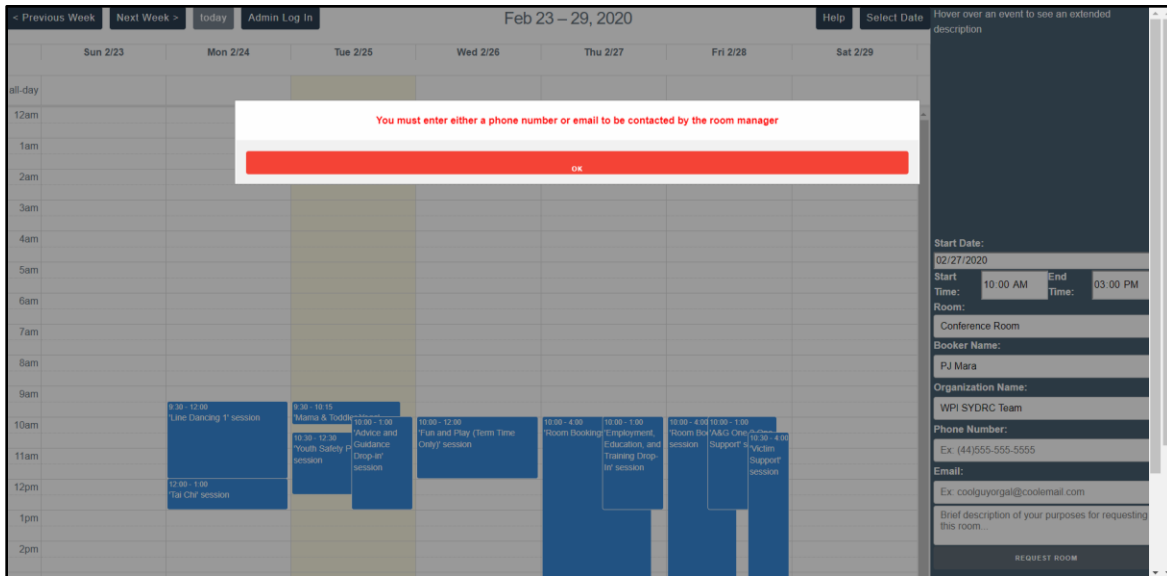 < Previous Week Next Week > today Admin Log In Feb 23 – 29, 2020 Help Select Date
Hover over an event to see an extended
description
Sun 2/23 Mon 2/24 Tue 2/25 Wed 2/26 Thu 2/27 Fri 2/28 Sat 2/29
all-day
You must enter either a phone number or email to be contacted by the room manager
OK
12am
1am
2am
3am
4am
5am
6am
7am
8am
9am
10am
11am
12pm
1pm
2pm
9:30 - 12:00
'Line Dancing 1' session
12:00 - 1:00
'Tai Chi' session
9:30 - 10:15
'Mama & Toddler
10:30 - 12:30
'Youth Safety P
session
10:00 - 1:00
'Advice and
Guidance
Drop-in'
session
10:00 - 12:00
'Fun and Play (Term Time
Only)' session
10:00 - 4:00
'Room Booking'
10:00 - 1:00
'Employment,
Education, and
Training Drop-
In' session
10:00 - 4:00
'Room Bo
session
10:00 - 1:00
'A&G One 2 One
Support' s
10:30 - 4:00
'Victim
Support'
session
Start Date:
02/27/2020
Start
Time:
10:00 AM
End
Time:
03:00 PM
Room:
Conference Room
Booker Name:
PJ Mara
Organization Name:
WPI SYDRC Team
Phone Number:
Ex: (44)555-555-5555
Email:
Ex: coolguyorgal@coolemail.com
Brief description of your purposes for requesting
this room...
REQUEST ROOM